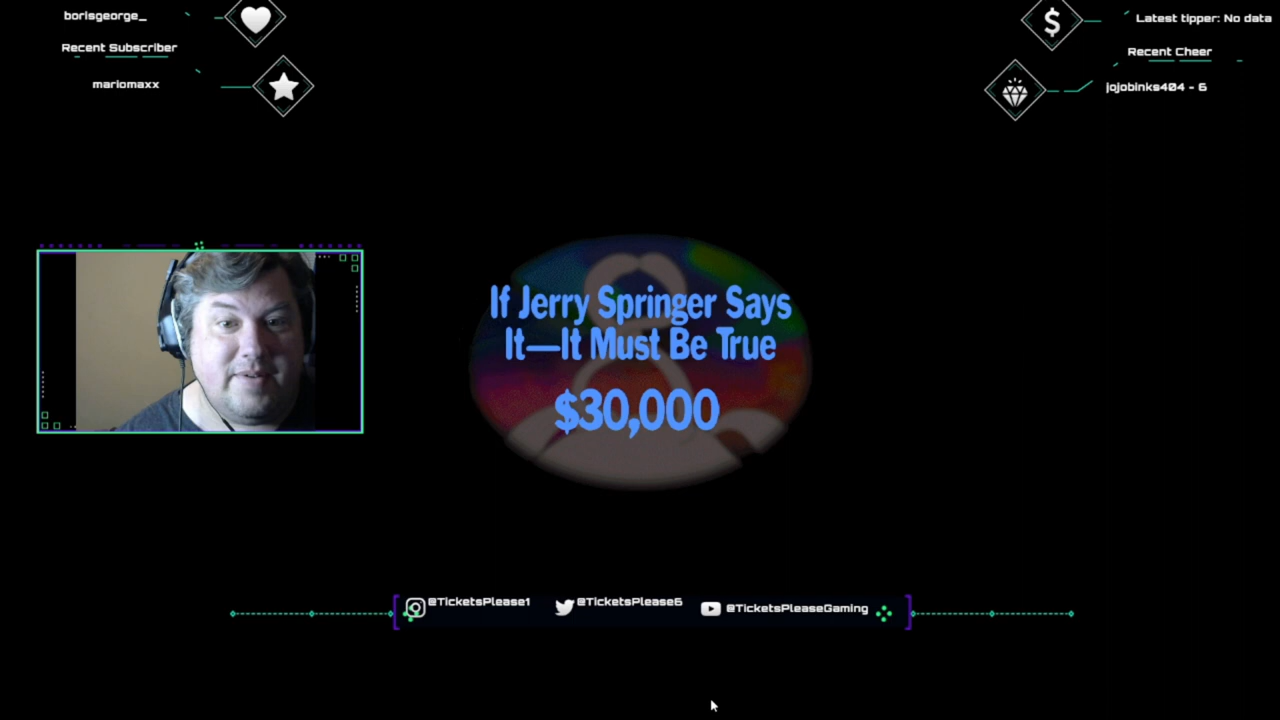 borisgeorge_
Recent Subscriber
mariomaxx
Latest tipper: No data
Recent Cheer
jojobinks404 - 6
If Jerry Springer Says
It—It Must Be True
$30,000
@TicketsPlease1
@TicketsPlease6
@TicketsPleaseGaming